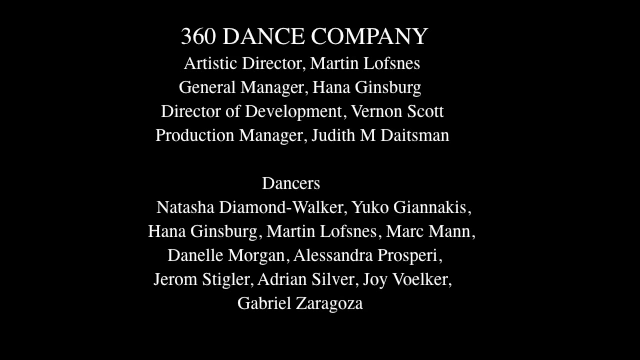 360 DANCE COMPANY
Artistic Director, Martin Lofsnes
General Manager, Hana Ginsburg
Director of Development, Vernon Scott
Production Manager, Judith M Daitsman
Dancers
Natasha Diamond-Walker, Yuko Giannakis,
Hana Ginsburg, Martin Lofsnes, Marc Mann,
Danelle Morgan, Alessandra Prosperi,
Jerom Stigler, Adrian Silver, Joy Voelker,
Gabriel Zaragoza